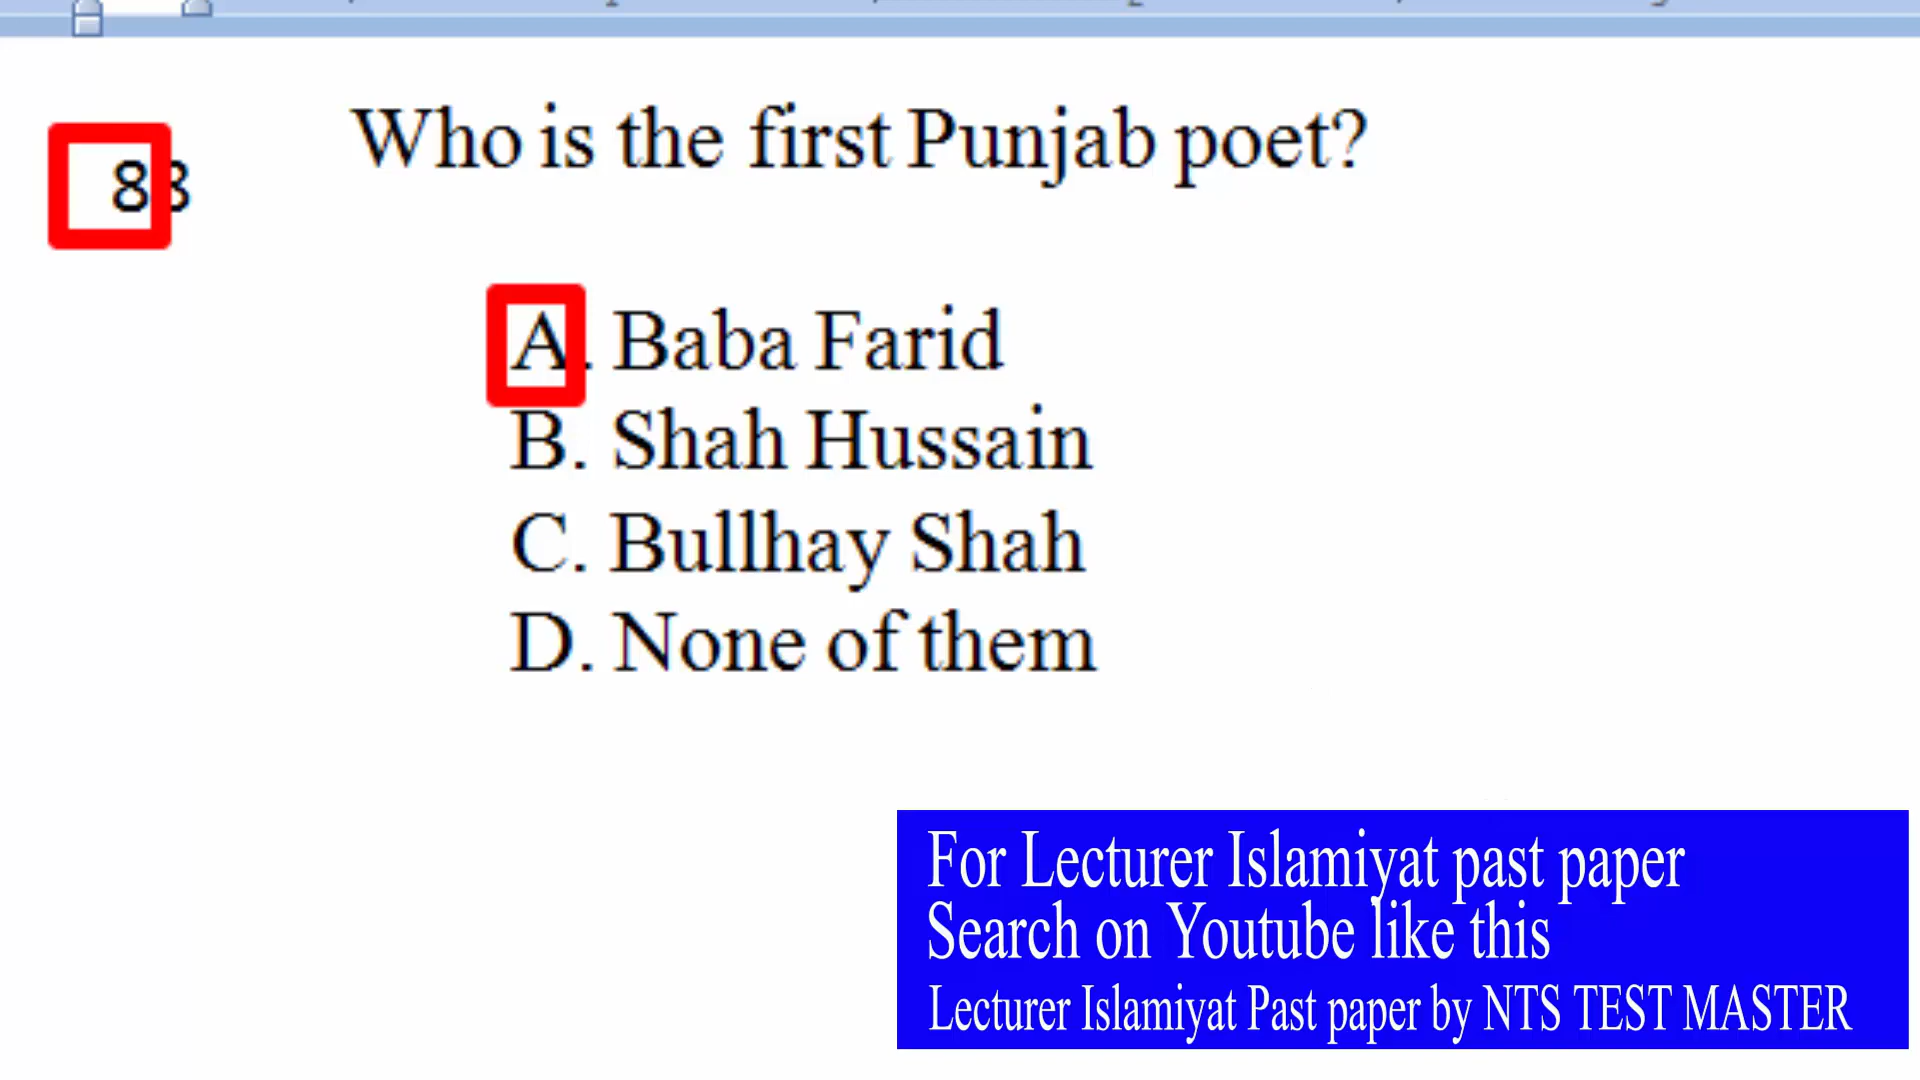 Who is the first Punjab poet?
88
A. Baba Farid
B. Shah Hussain
C. Bullhay Shah
D. None of them
For Lecturer Islamiyat past paper
Search on Youtube like this
Lecturer Islamiyat Past paper by NTS TEST MASTER